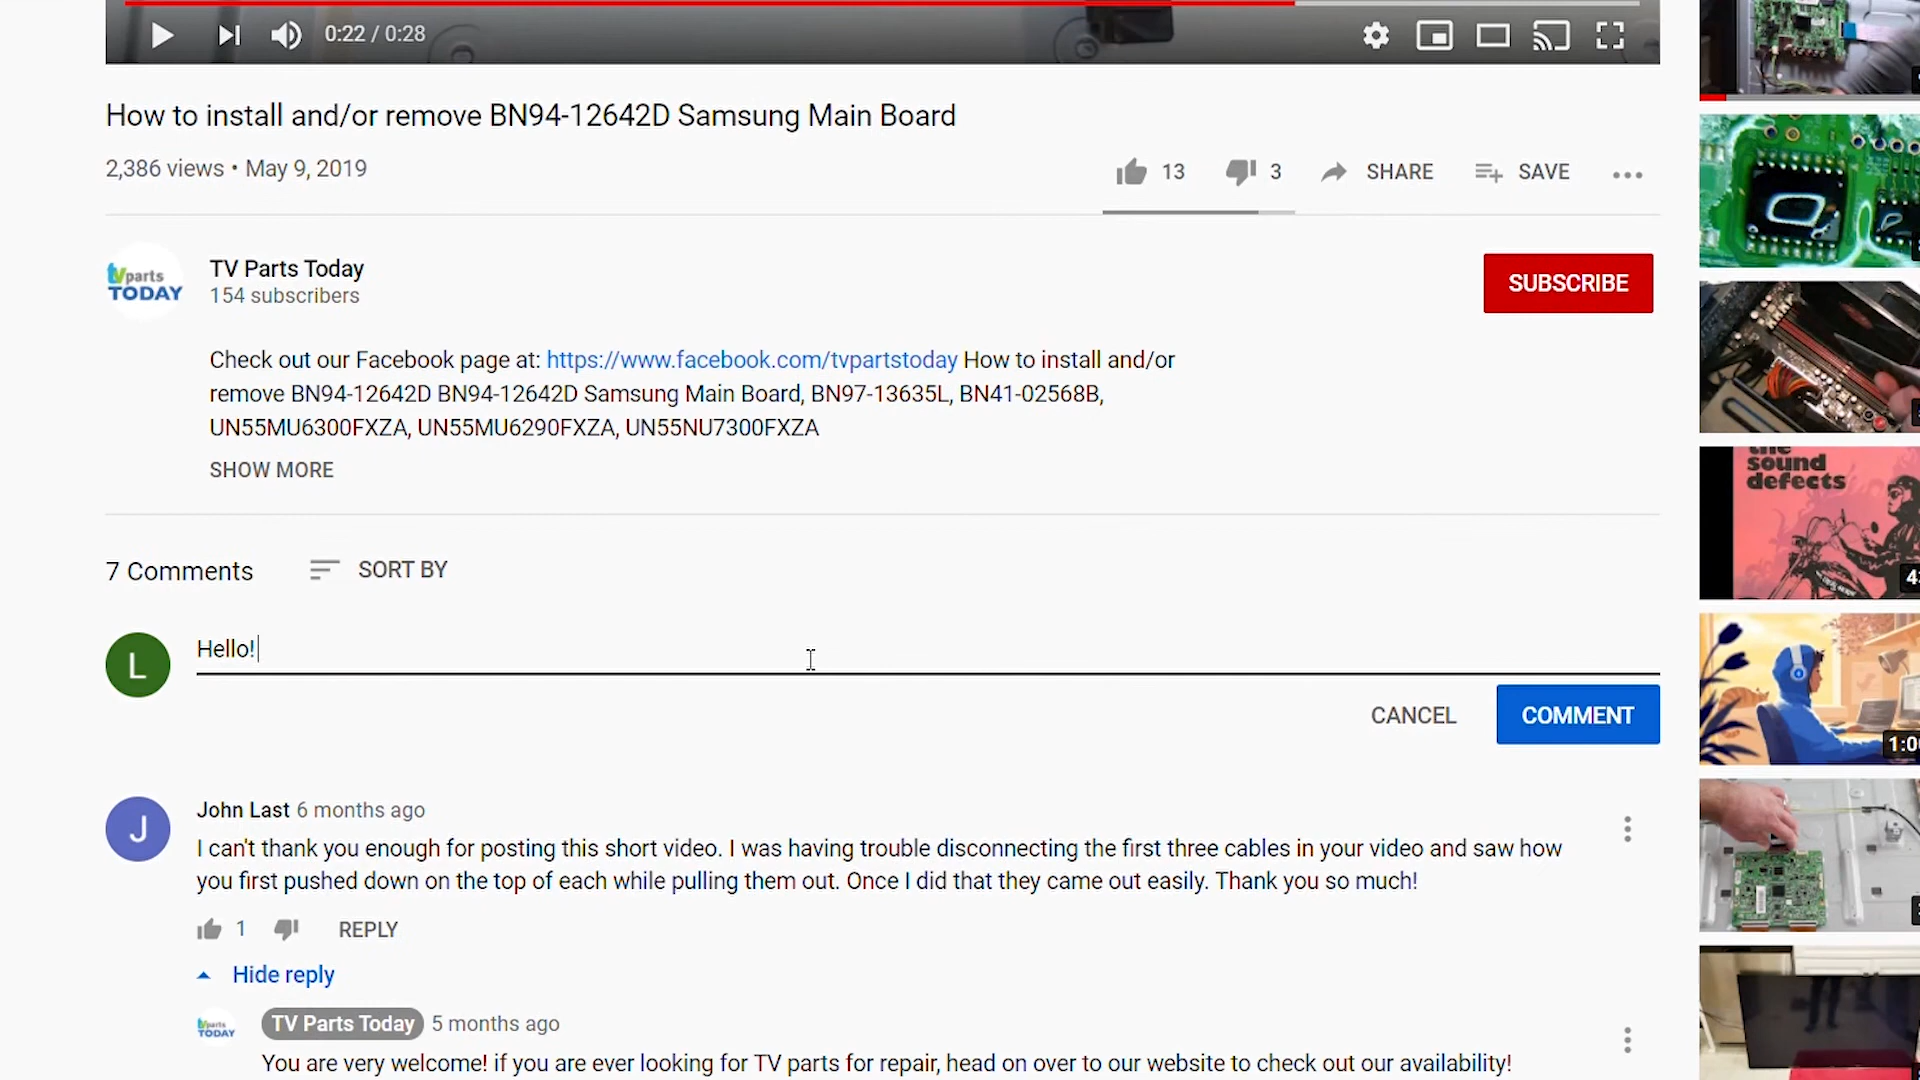 0:22 / 0:28
How to install and/or remove BN94-12642D Samsung Main Board
2,386 views • May 9, 2019
13
3
SHARE
SAVE
tvparts
TODAY
TV Parts Today
154 subscribers
SUBSCRIBE
Check out our Facebook page at: https://www.facebook.com/tvpartstoday How to install and/or
remove BN94-12642D BN94-12642D Samsung Main Board, BN97-13635L, BN41-02568B,
UN55MU6300FXZA, UN55MU6290FXZA, UN55NU7300FXZA
SHOW MORE
7 Comments
SORT BY
L
Hello!
CANCEL
COMMENT
J
John Last 6 months ago
I can't thank you enough for posting this short video. I was having trouble disconnecting the first three cables in your video and saw how
you first pushed down on the top of each while pulling them out. Once I did that they came out easily. Thank you so much!
1
REPLY
Hide reply
tvparts
TODAY
TV Parts Today 5 months ago
You are very welcome! if you are ever looking for TV parts for repair, head on over to our website to check out our availability!
the
sound
defects